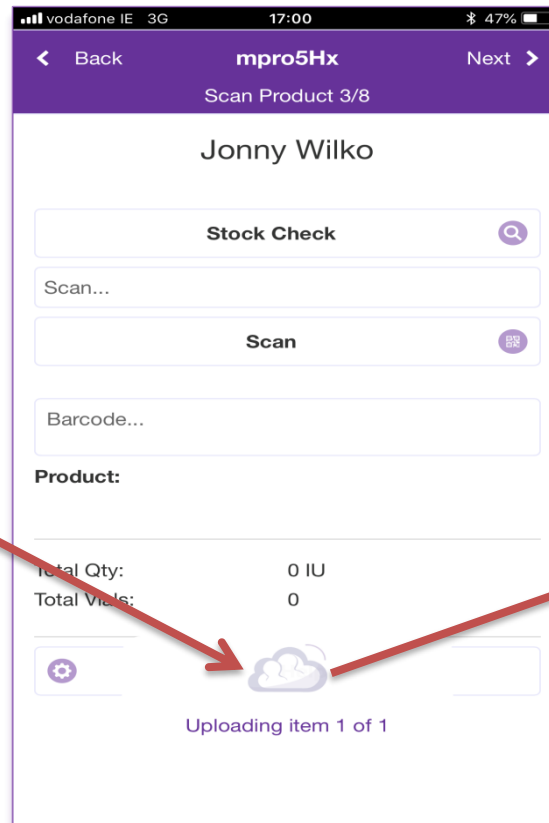 vodafone IE 3G 17:00 47%
Back mpro5Hx Next
Scan Product 3/8
Jonny Wilko
Stock Check
Scan...
Scan
Barcode...
Product:
Total Qty: 0 IU
Total Vials: 0
Uploading item 1 of 1